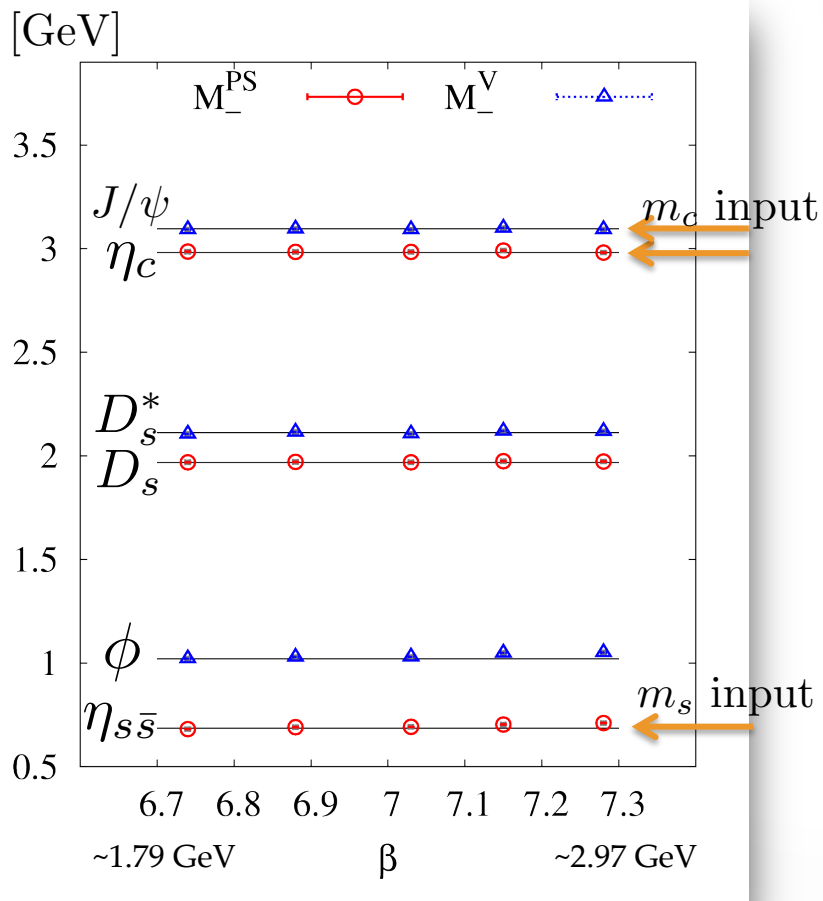 [GeV]
M_^PS M_^V
3.5
J/ψ m_c input
3
η_c
2.5
D_s^*
2
D_s
1.5
ϕ
1
η_{s\bar{s}} m_s input
0.5
6.7 6.8 6.9 7 7.1 7.2 7.3
~1.79 GeV β ~2.97 GeV